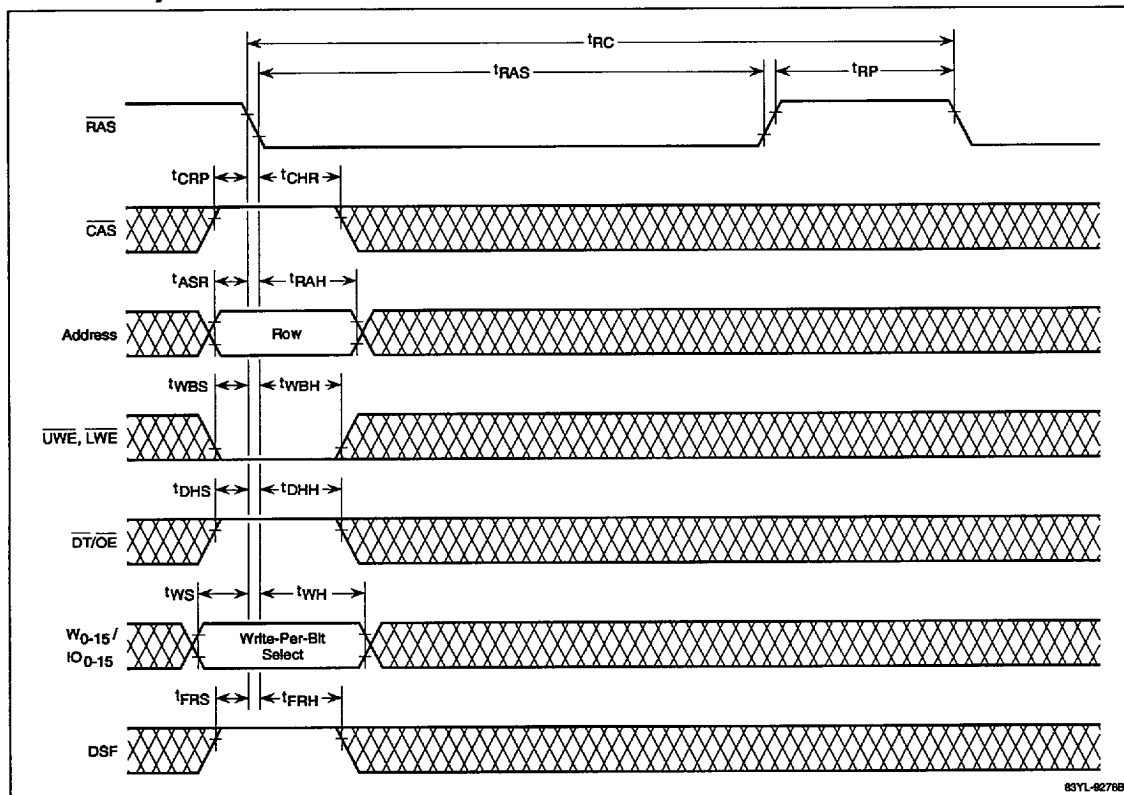 tRC
tRAS
tRP
RAS
tCRP
tCHR
CAS
tASR
tRAH
Address
Row
tWBS
tWBH
UWE, LWE
tDHS
tDHH
DT/OE
tWS
tWH
W0-15 /
IO0-15
Write-Per-Bit
Select
tFRS
tFRH
DSF
83YL-9276B